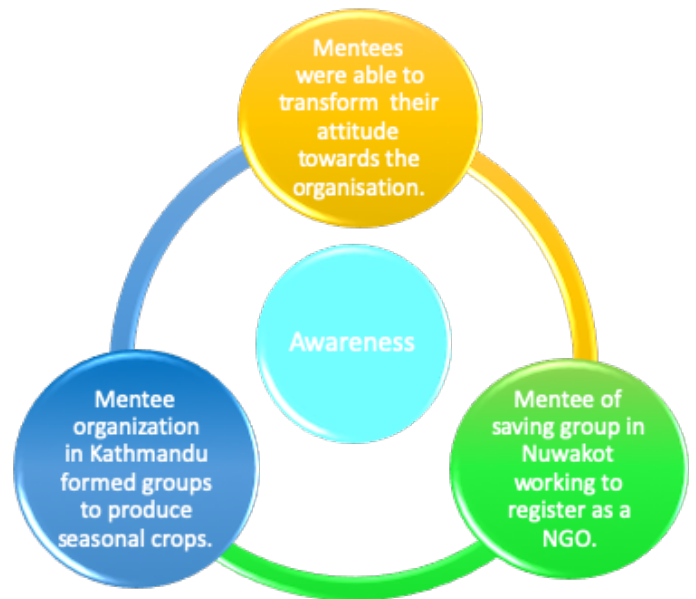 Mentees
were able to
transform their
attitude
towards the
organisation.
Awareness
Mentee
organization
in Kathmandu
formed groups
to produce
seasonal crops.
Mentee of
saving group in
Nuwakot
working to
register as a
NGO.